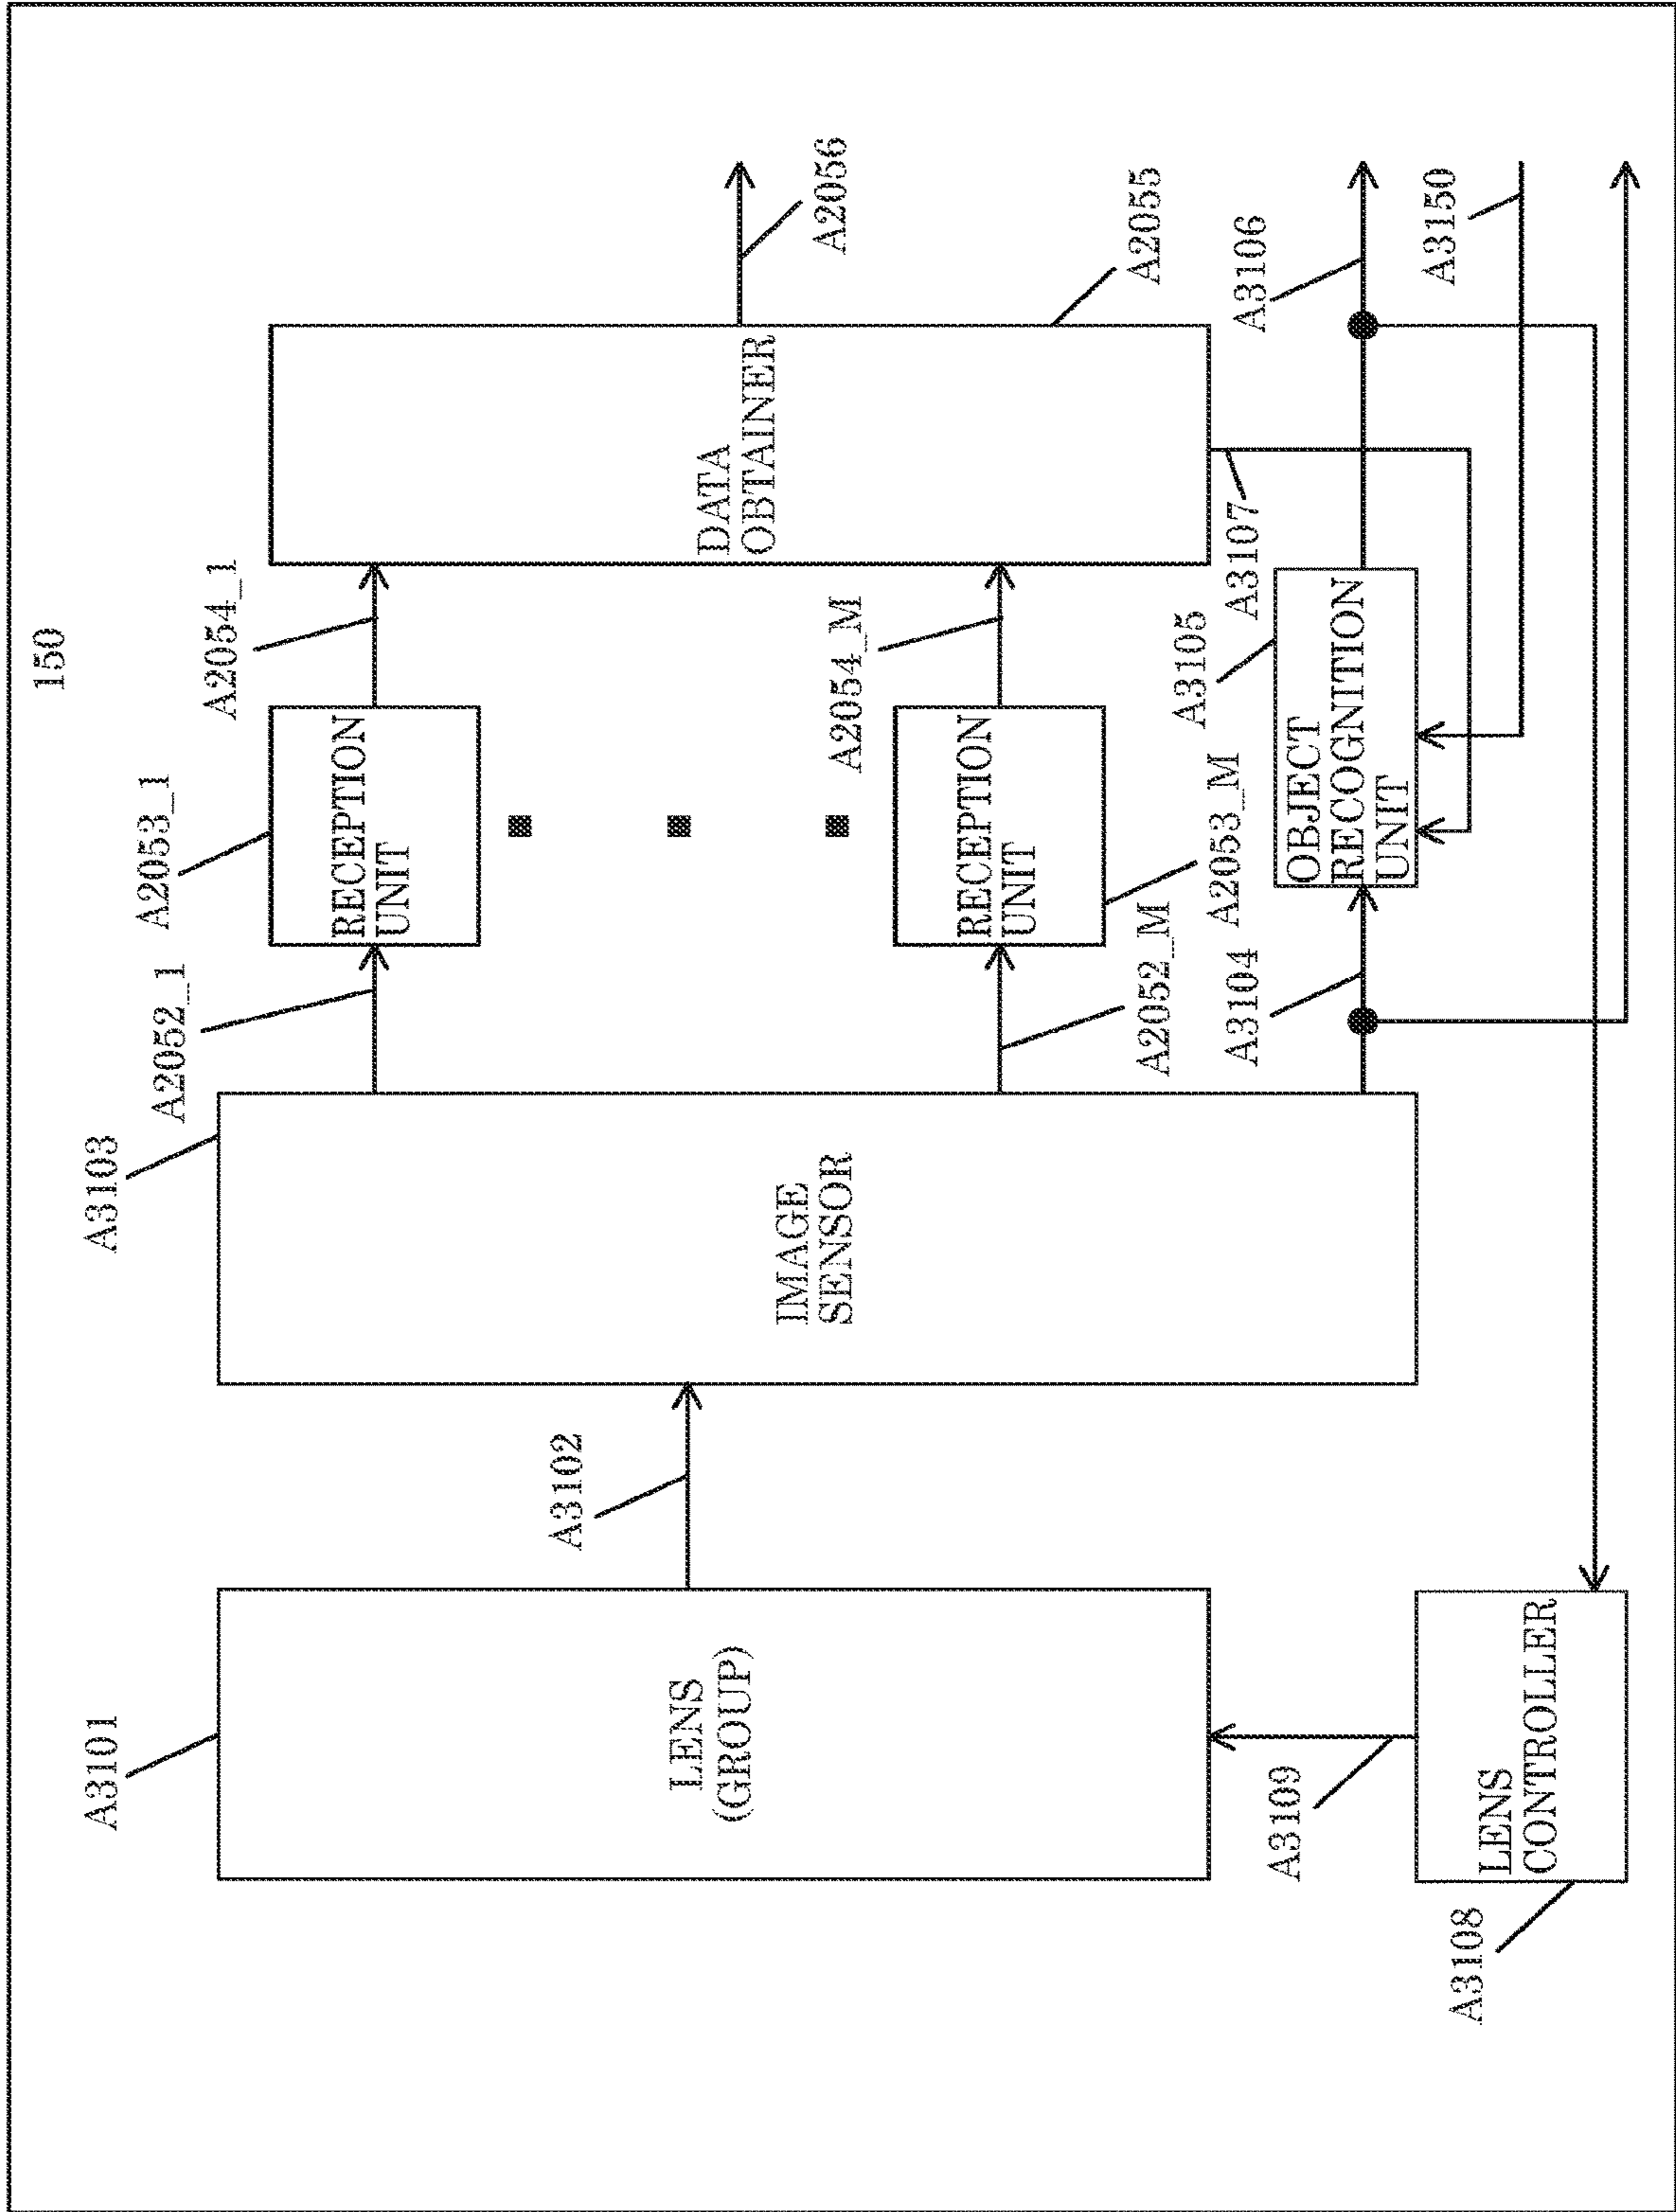 150
A3101
LENS
(GROUP)
A3102
A3103
IMAGE
SENSOR
A2052_1
A2053_1
RECEPTION
UNIT
A2054_1
A2052_M
A2053_M
RECEPTION
UNIT
A2054_M
DATA
OBTAINER
A2056
A2055
A3104
A3105
OBJECT
RECOGNITION
UNIT
A3107
A3106
A3150
A3109
A3108
LENS
CONTROLLER